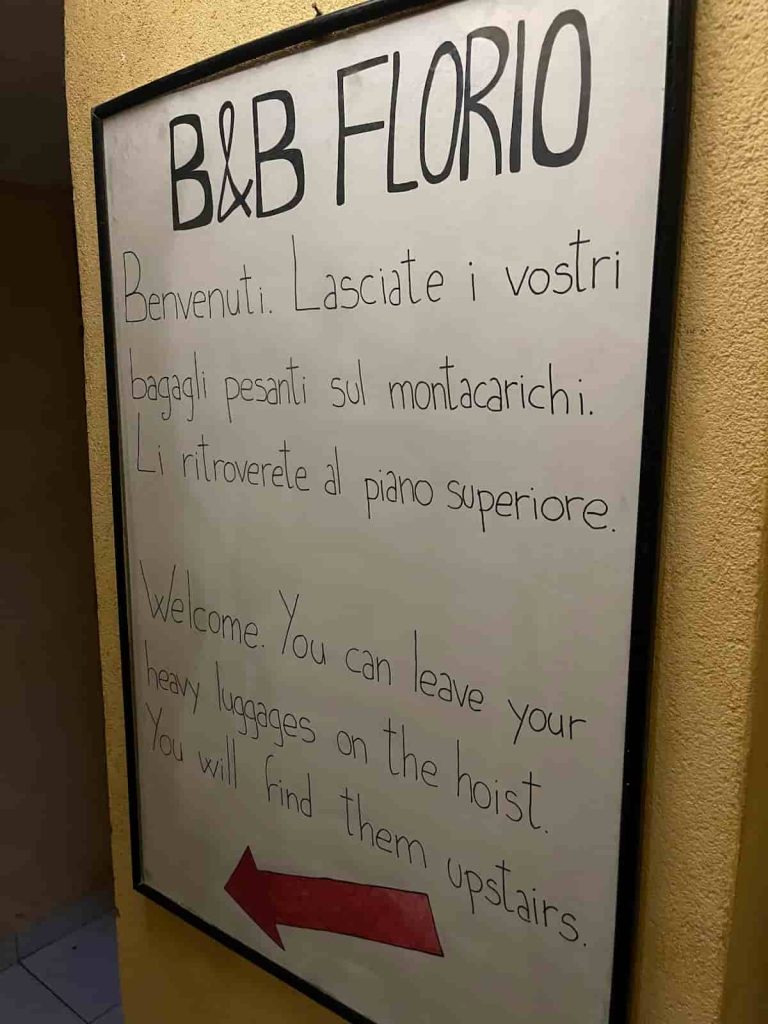 B&B FLORIO
Benvenuti. Lasciate i vostri
bagagli pesanti sul montacarichi.
Li ritroverete al piano superiore.
Welcome. You can leave your
heavy luggages on the hoist.
You will find them upstairs.